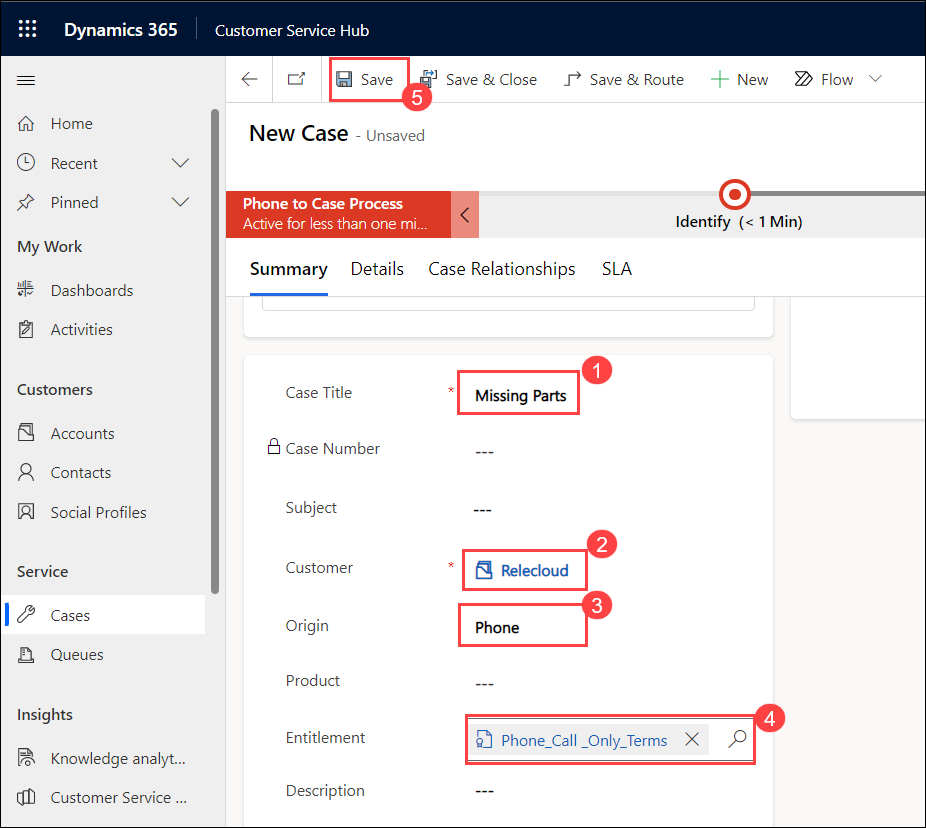 Dynamics 365
Customer Service Hub
Save
Save & Close
Save & Route
New
Flow
5
New Case - Unsaved
Home
Recent
Pinned
My Work
Dashboards
Activities
Customers
Accounts
Contacts
Social Profiles
Service
Cases
Queues
Insights
Knowledge analyt...
Customer Service ...
Phone to Case Process
Active for less than one mi...
Identify (< 1 Min)
Summary
Details
Case Relationships
SLA
Case Title * Missing Parts
1
Case Number ---
Subject ---
Customer * Relecloud
2
Origin Phone
3
Product ---
Entitlement Phone_Call _Only_Terms
4
Description ---